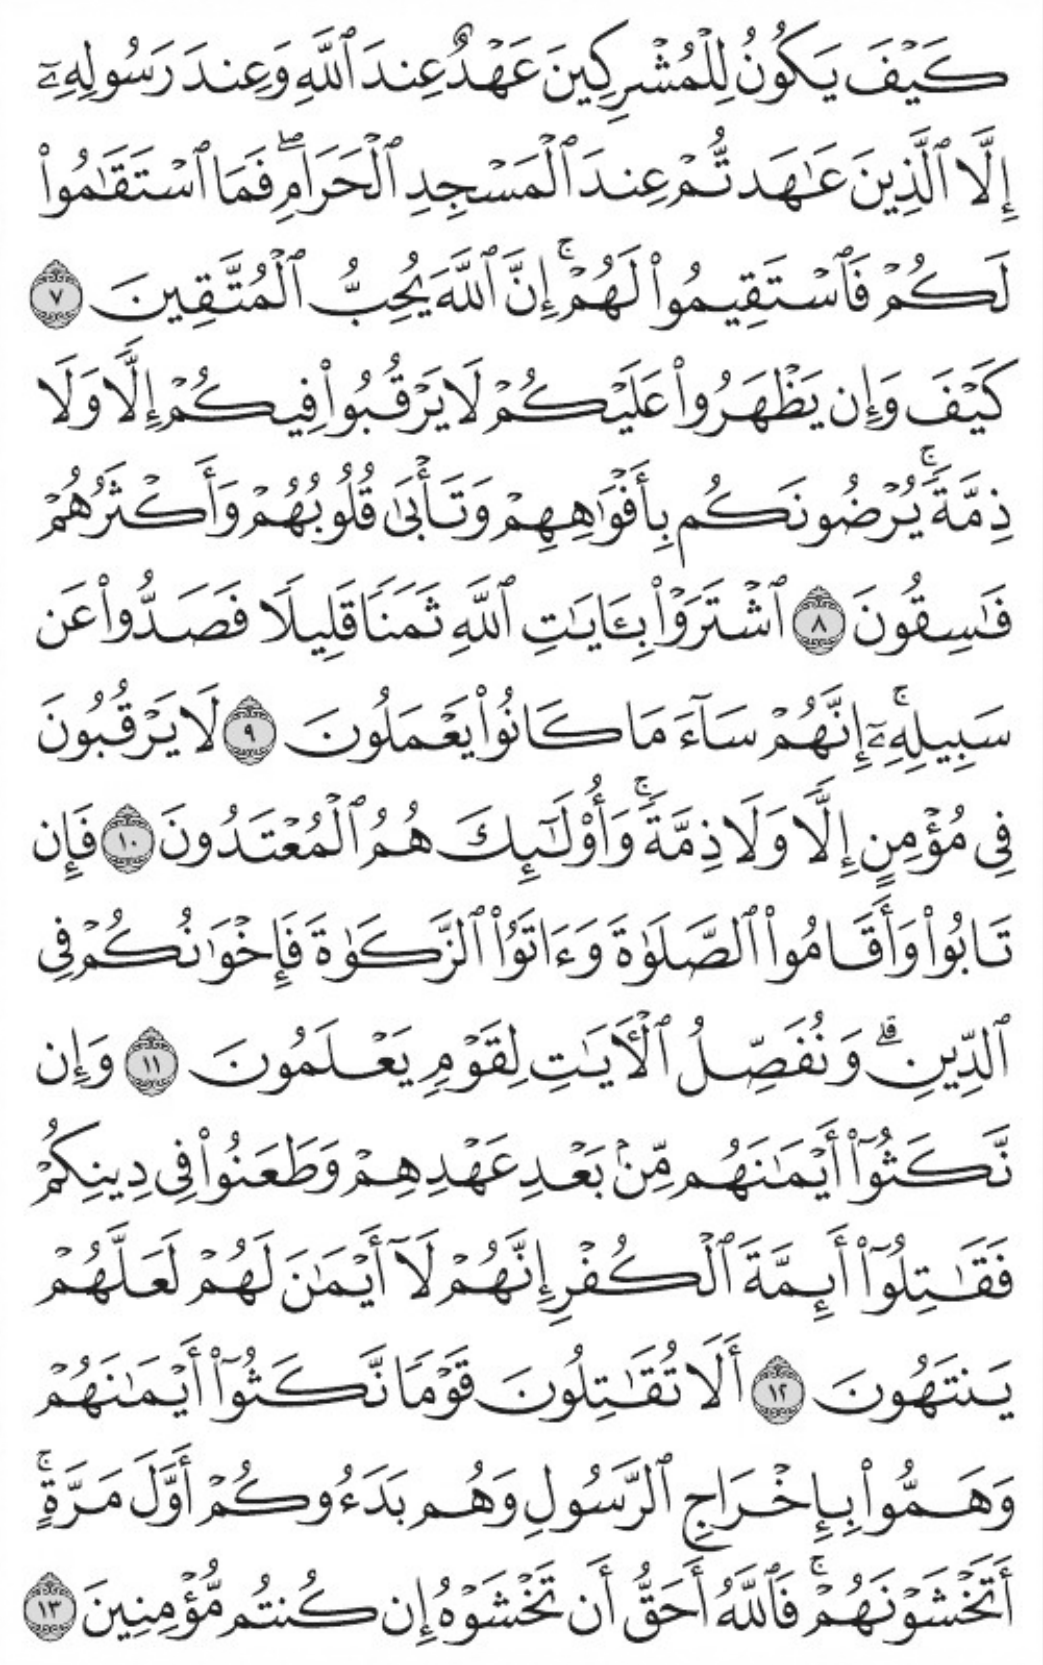 كَيْفَ يَكُونُ لِلْمُشْرِكِينَ عَهْدٌ عِندَ ٱللَّهِ وَعِندَ رَسُولِهِۦٓ
إِلَّا ٱلَّذِينَ عَـٰهَدتُّمْ عِندَ ٱلْمَسْجِدِ ٱلْحَرَامِ ۖ فَمَا ٱسْتَقَـٰمُوا۟
لَكُمْ فَٱسْتَقِيمُوا۟ لَهُمْ ۚ إِنَّ ٱللَّهَ يُحِبُّ ٱلْمُتَّقِينَ ٧
كَيْفَ وَإِن يَظْهَرُوا۟ عَلَيْكُمْ لَا يَرْقُبُوا۟ فِيكُمْ إِلًّا وَلَا
ذِمَّةً ۚ يُرْضُونَكُم بِأَفْوَٰهِهِمْ وَتَأْبَىٰ قُلُوبُهُمْ وَأَكْثَرُهُمْ
فَـٰسِقُونَ ٨ ٱشْتَرَوْا۟ بِـَٔايَـٰتِ ٱللَّهِ ثَمَنًا قَلِيلًا فَصَدُّوا۟ عَن
سَبِيلِهِۦٓ ۚ إِنَّهُمْ سَآءَ مَا كَانُوا۟ يَعْمَلُونَ ٩ لَا يَرْقُبُونَ
فِى مُؤْمِنٍ إِلًّا وَلَا ذِمَّةً ۚ وَأُو۟لَـٰٓئِكَ هُمُ ٱلْمُعْتَدُونَ ١٠ فَإِن
تَابُوا۟ وَأَقَامُوا۟ ٱلصَّلَوٰةَ وَءَاتَوُا۟ ٱلزَّكَوٰةَ فَإِخْوَٰنُكُمْ فِى
ٱلدِّينِ ۗ وَنُفَصِّلُ ٱلْـَٔايَـٰتِ لِقَوْمٍ يَعْلَمُونَ ١١ وَإِن
نَّكَثُوٓا۟ أَيْمَـٰنَهُم مِّنۢ بَعْدِ عَهْدِهِمْ وَطَعَنُوا۟ فِى دِينِكُمْ
فَقَـٰتِلُوٓا۟ أَئِمَّةَ ٱلْكُفْرِ إِنَّهُمْ لَآ أَيْمَـٰنَ لَهُمْ لَعَلَّهُمْ
يَنتَهُونَ ١٢ أَلَا تُقَـٰتِلُونَ قَوْمًا نَّكَثُوٓا۟ أَيْمَـٰنَهُمْ
وَهَمُّوا۟ بِإِخْرَاجِ ٱلرَّسُولِ وَهُم بَدَءُوكُمْ أَوَّلَ مَرَّةٍ ۚ
أَتَخْشَوْنَهُمْ ۚ فَٱللَّهُ أَحَقُّ أَن تَخْشَوْهُ إِن كُنتُم مُّؤْمِنِينَ ١٣